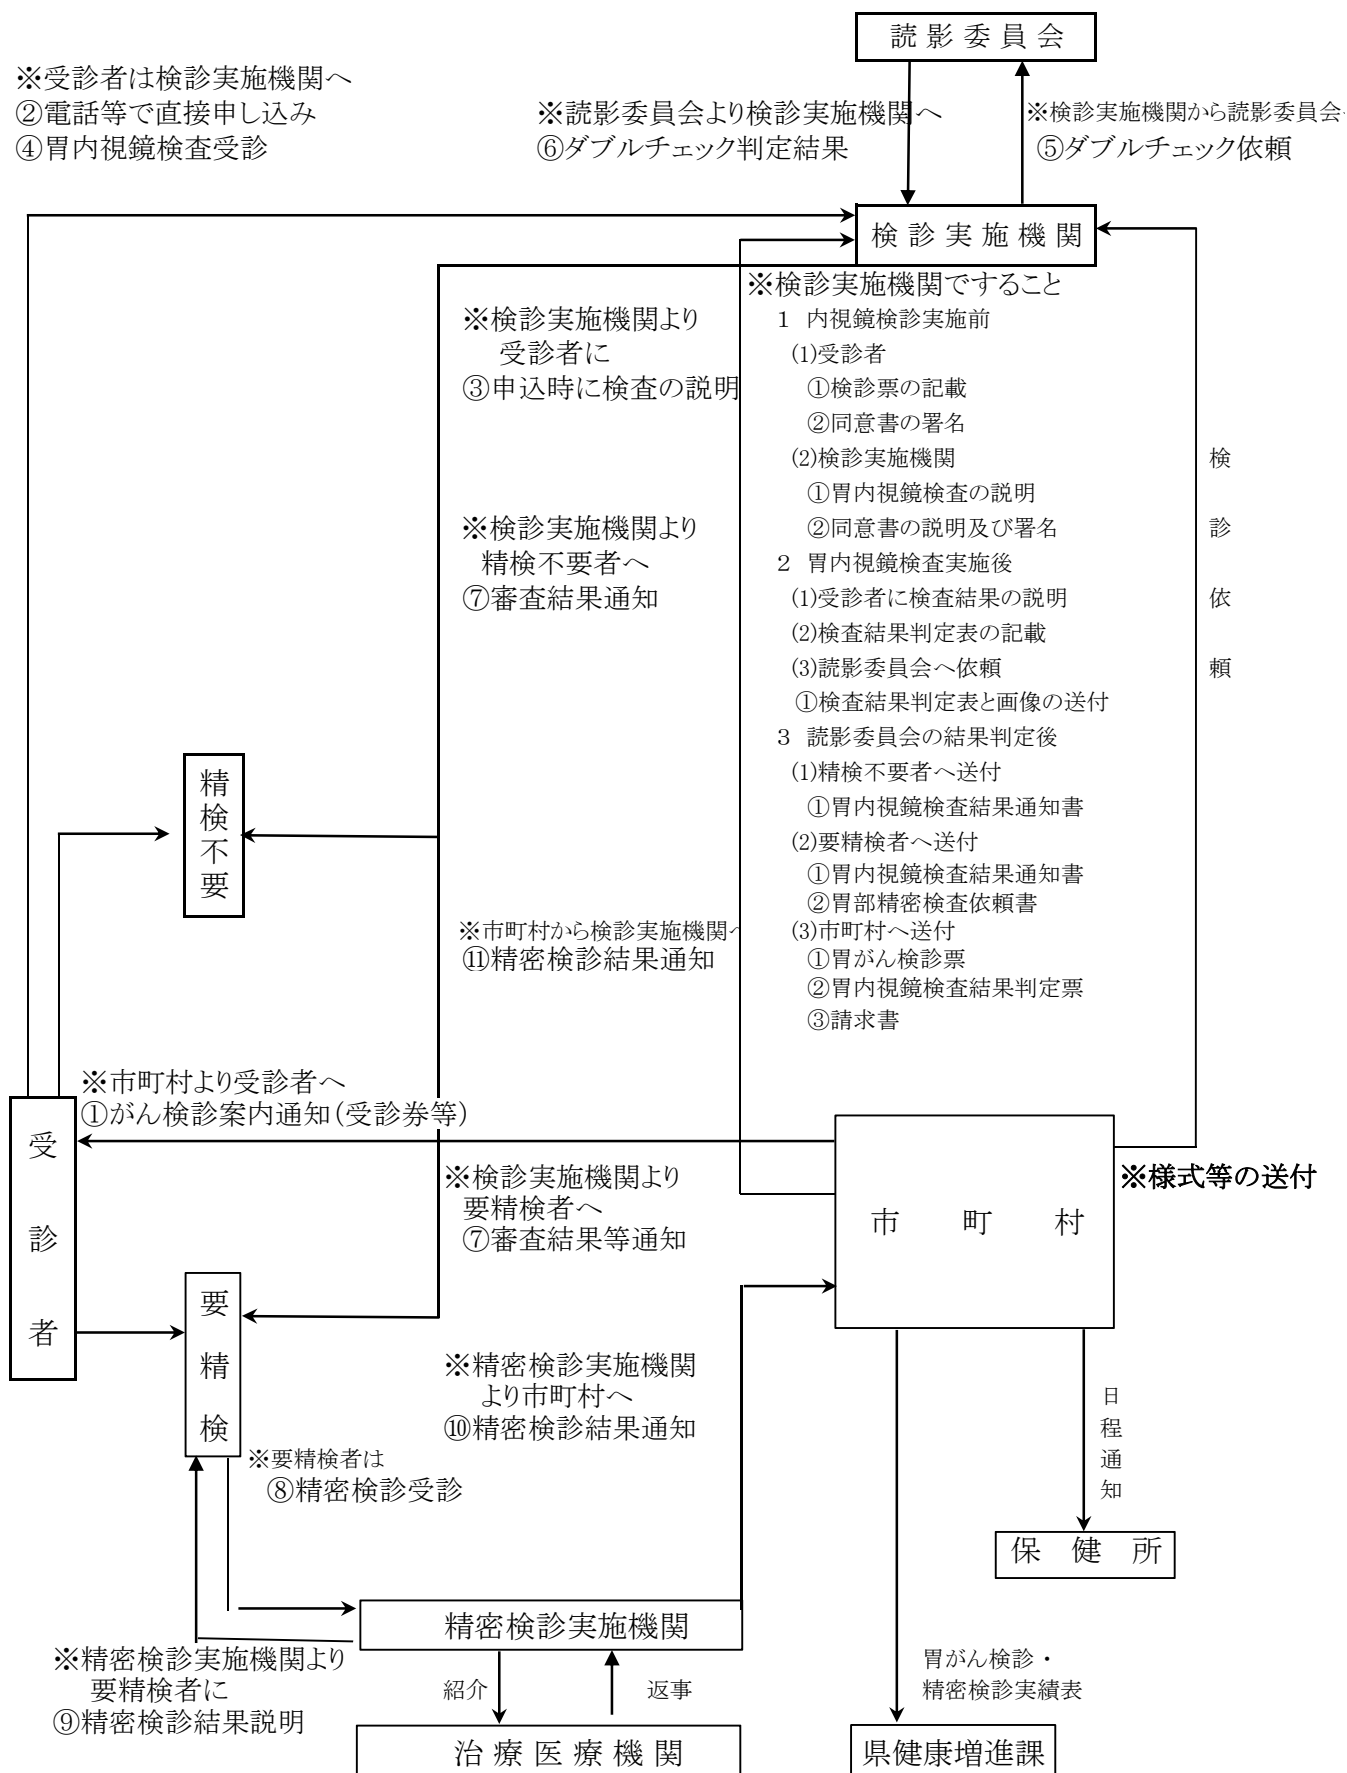 読影委員会
※受診者は検診実施機関へ
②電話等で直接申し込み
④胃内視鏡検査受診
※読影委員会より検診実施機関へ
⑥ダブルチェック判定結果
※検診実施機関から読影委員会へ
⑤ダブルチェック依頼
検診実施機関
※検診実施機関ですること
1 内視鏡検診実施前
(1)受診者
①検診票の記載
②同意書の署名
(2)検診実施機関
①胃内視鏡検査の説明
②同意書の説明及び署名
2 胃内視鏡検査実施後
(1)受診者に検査結果の説明
(2)検査結果判定表の記載
(3)読影委員会へ依頼
①検査結果判定表と画像の送付
3 読影委員会の結果判定後
(1)精検不要者へ送付
①胃内視鏡検査結果通知書
(2)要精検者へ送付
①胃内視鏡検査結果通知書
②胃部精密検査依頼書
(3)市町村へ送付
①胃がん検診票
②胃内視鏡検査結果判定票
③請求書
※検診実施機関より
受診者に
③申込時に検査の説明
※検診実施機関より
精検不要者へ
⑦審査結果通知
検診依頼
精検不要
※市町村から検診実施機関へ
⑪精密検診結果通知
※市町村より受診者へ
①がん検診案内通知(受診券等)
受診者
※検診実施機関より
要精検者へ
⑦審査結果等通知
市町村
※様式等の送付
要精検
※精密検診実施機関
より市町村へ
⑩精密検診結果通知
※要精検者は
⑧精密検診受診
日程通知
保健所
精密検診実施機関
※精密検診実施機関より
要精検者に
⑨精密検診結果説明
紹介
返事
胃がん検診・
精密検診実績表
治療医療機関
県健康増進課